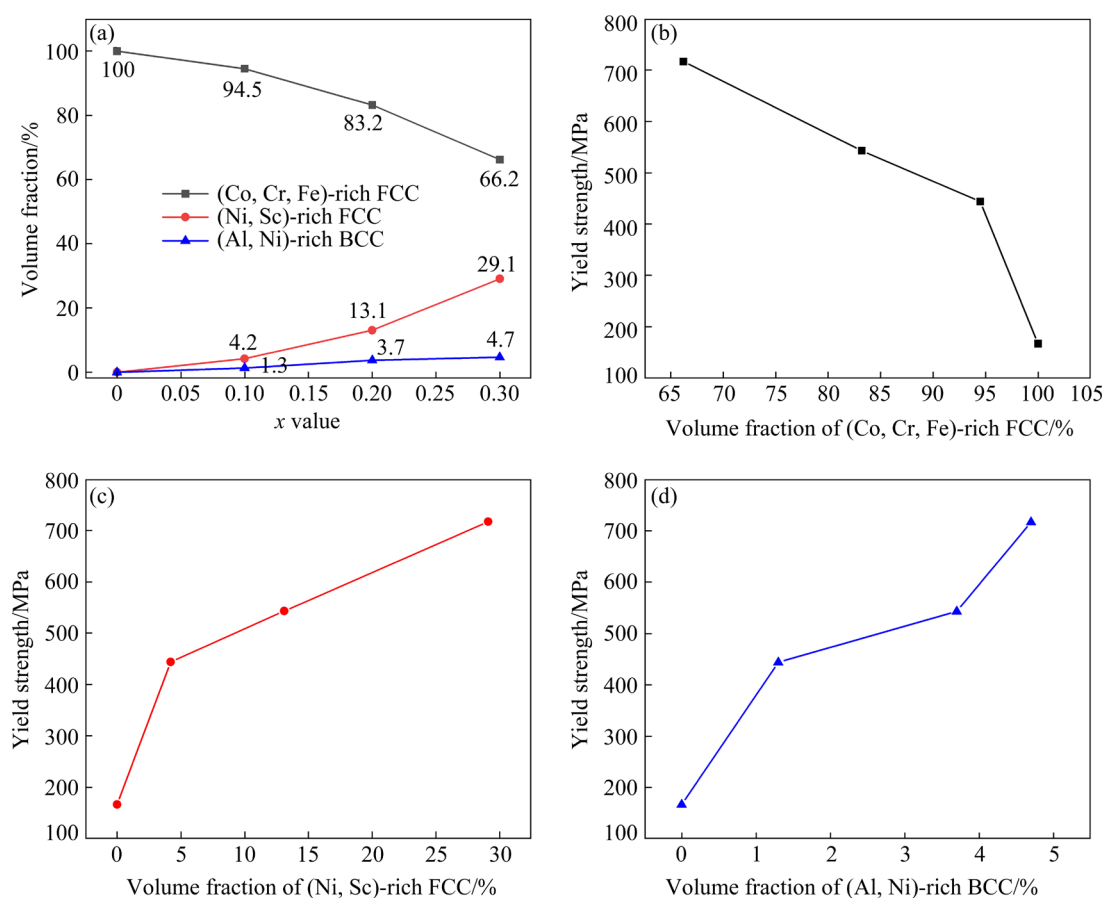 (a)
100
80
60
40
20
0
Volume fraction/%
100
94.5
83.2
66.2
(Co, Cr, Fe)-rich FCC
(Ni, Sc)-rich FCC
(Al, Ni)-rich BCC
29.1
13.1
4.2
1.3
3.7
4.7
0 0.05 0.10 0.15 0.20 0.25 0.30
x value
(b)
800
700
600
500
400
300
200
100
Yield strength/MPa
65 70 75 80 85 90 95 100 105
Volume fraction of (Co, Cr, Fe)-rich FCC/%
(c)
800
700
600
500
400
300
200
100
Yield strength/MPa
0 5 10 15 20 25 30
Volume fraction of (Ni, Sc)-rich FCC/%
(d)
800
700
600
500
400
300
200
100
Yield strength/MPa
0 1 2 3 4 5
Volume fraction of (Al, Ni)-rich BCC/%